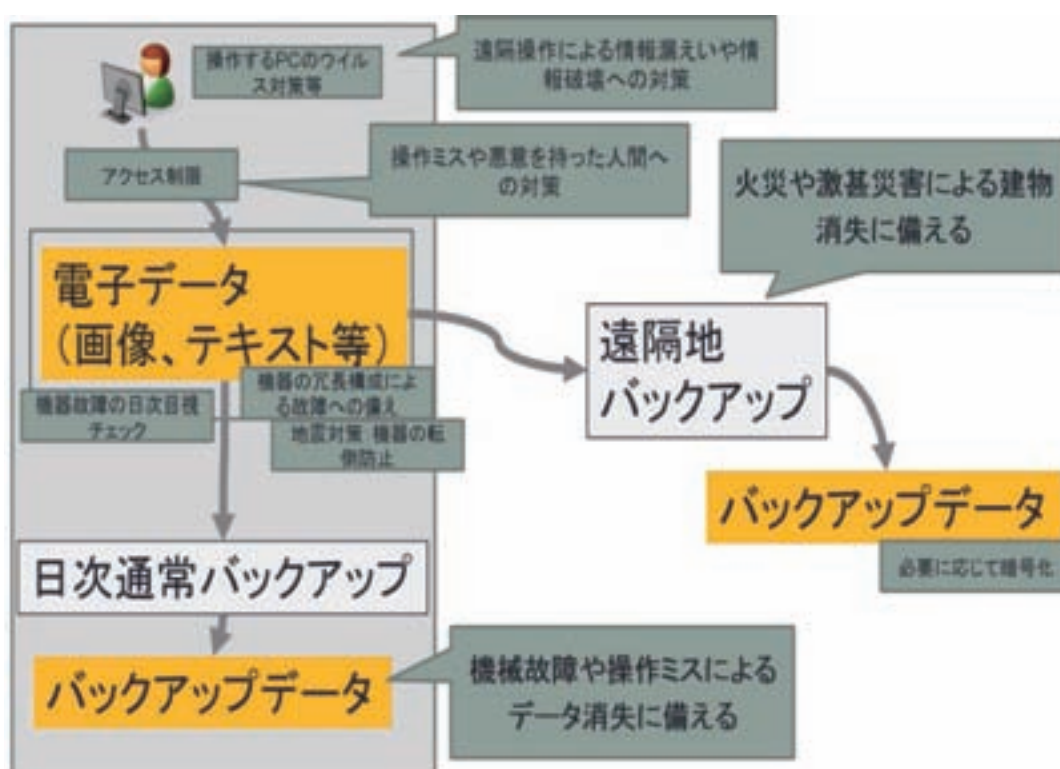 操作するPCのウイル
ス対策等
遠隔操作による情報漏えいや情
報破壊への対策
アクセス制限
操作ミスや悪意を持った人間へ
の対策
火災や激甚災害による建物
消失に備える
電子データ
（画像、テキスト等）
機器の冗長構成によ
る故障への備え
機器故障の日次目視
チェック
地震対策 機器の転
倒防止
遠隔地
バックアップ
バックアップデータ
必要に応じて暗号化
日次通常バックアップ
バックアップデータ
機械故障や操作ミスによる
データ消失に備える